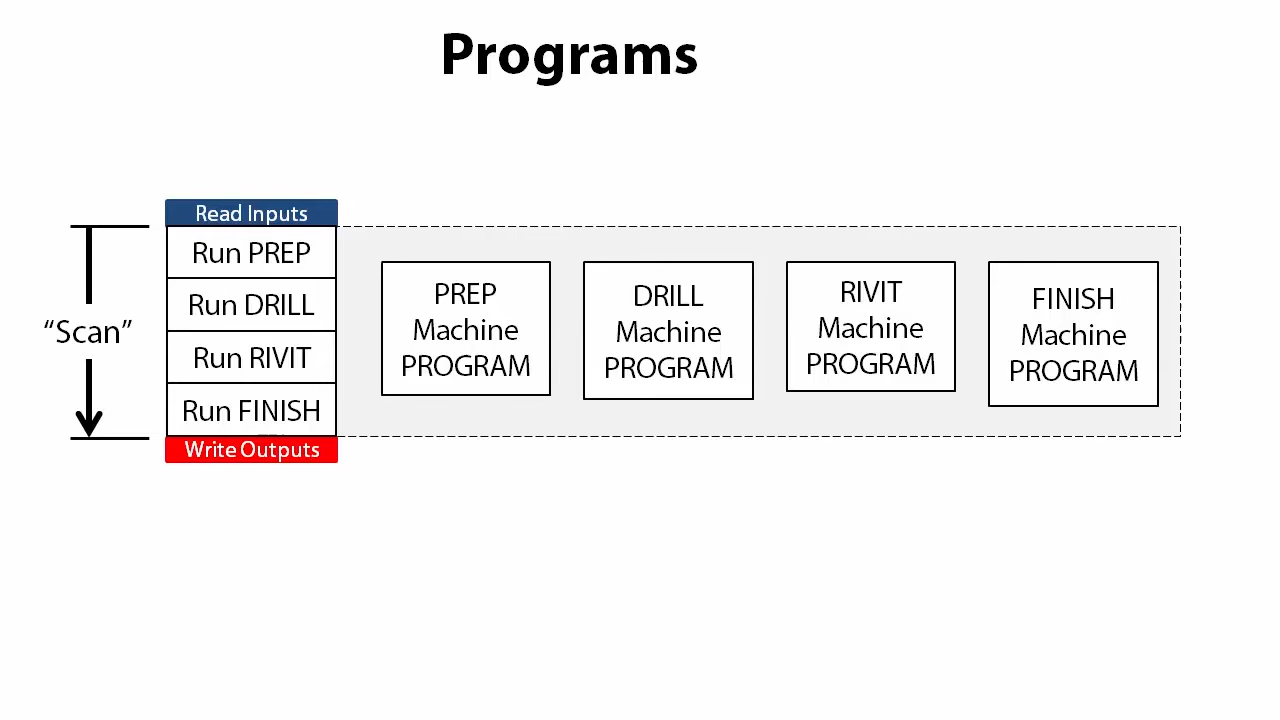 Programs
Read Inputs
Run PREP
Run DRILL
Run RIVIT
Run FINISH
Write Outputs
“Scan”
PREP
Machine
PROGRAM
DRILL
Machine
PROGRAM
RIVIT
Machine
PROGRAM
FINISH
Machine
PROGRAM